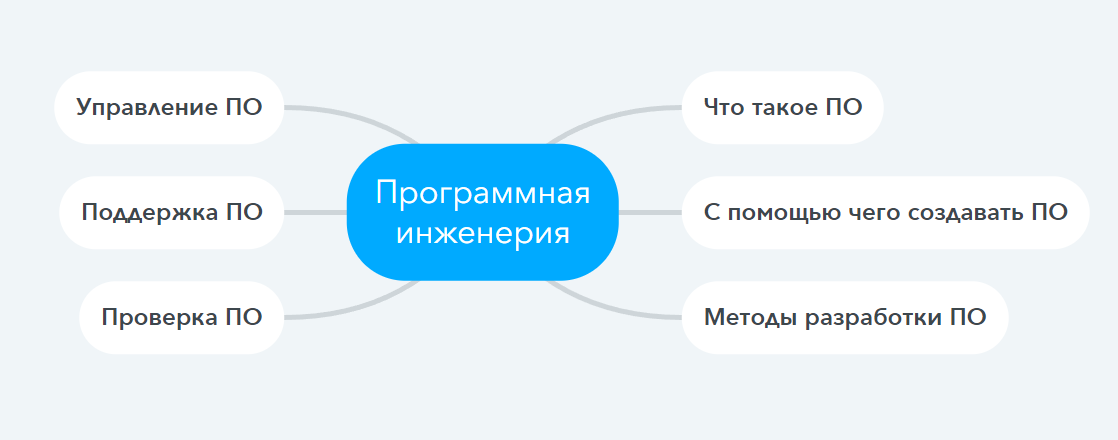 Управление ПО
Поддержка ПО
Проверка ПО
Программная
инженерия
Что такое ПО
С помощью чего создавать ПО
Методы разработки ПО